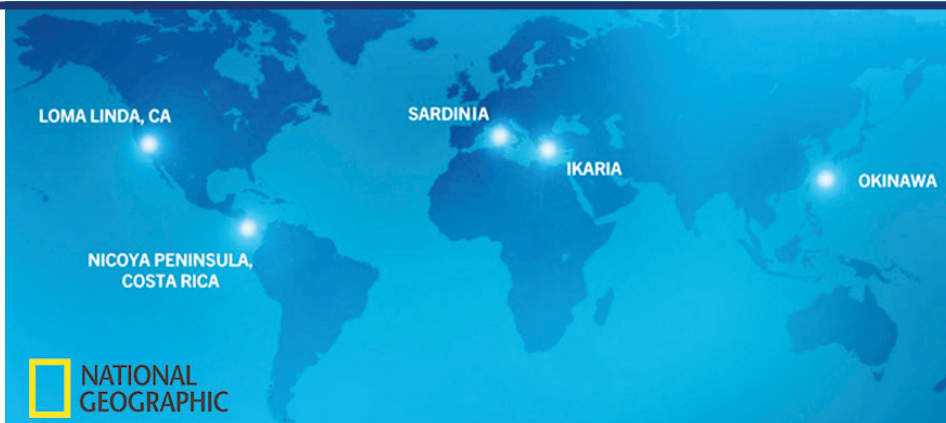 LOMA LINDA, CA
SARDINIA
IKARIA
OKINAWA
NICOYA PENINSULA,
COSTA RICA
NATIONAL
GEOGRAPHIC